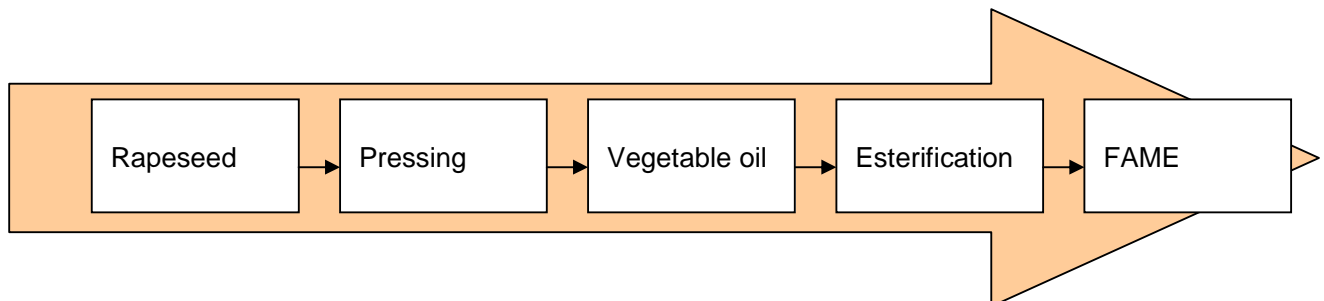 Rapeseed
Pressing
Vegetable oil
Esterification
FAME